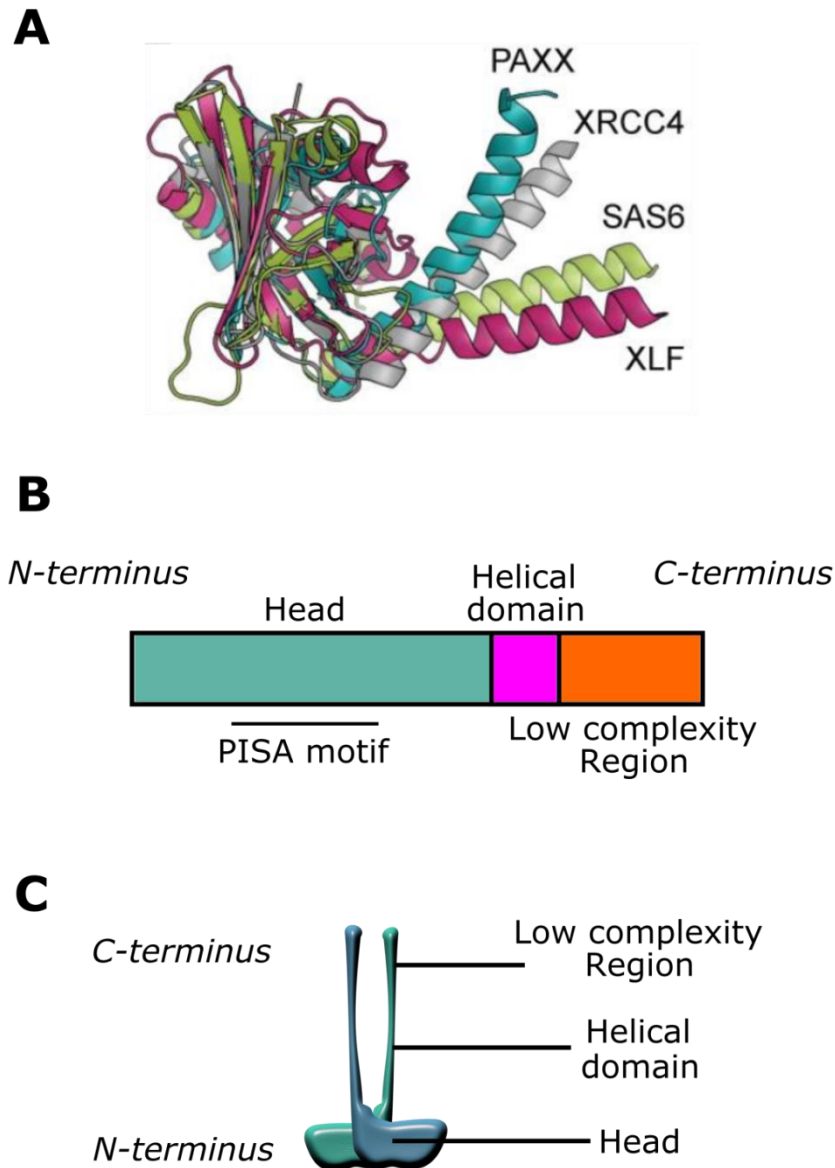 A
PAXX
XRCC4
SAS6
XLF
B
N-terminus
Helical
domain
C-terminus
Head
PISA motif
Low complexity
Region
C
C-terminus
Low complexity
Region
Helical
domain
N-terminus
Head